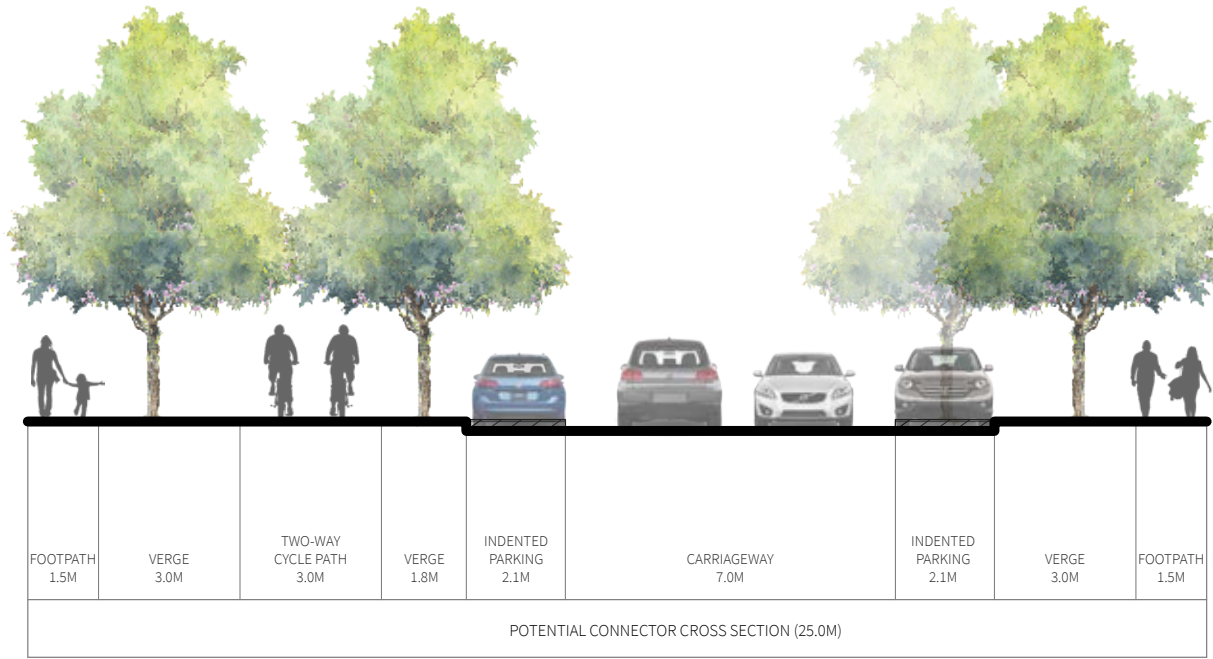 FOOTPATH
1.5M
VERGE
3.0M
TWO-WAY
CYCLE PATH
3.0M
VERGE
1.8M
INDENTED
PARKING
2.1M
CARRIAGEWAY
7.0M
INDENTED
PARKING
2.1M
VERGE
3.0M
FOOTPATH
1.5M
POTENTIAL CONNECTOR CROSS SECTION (25.0M)